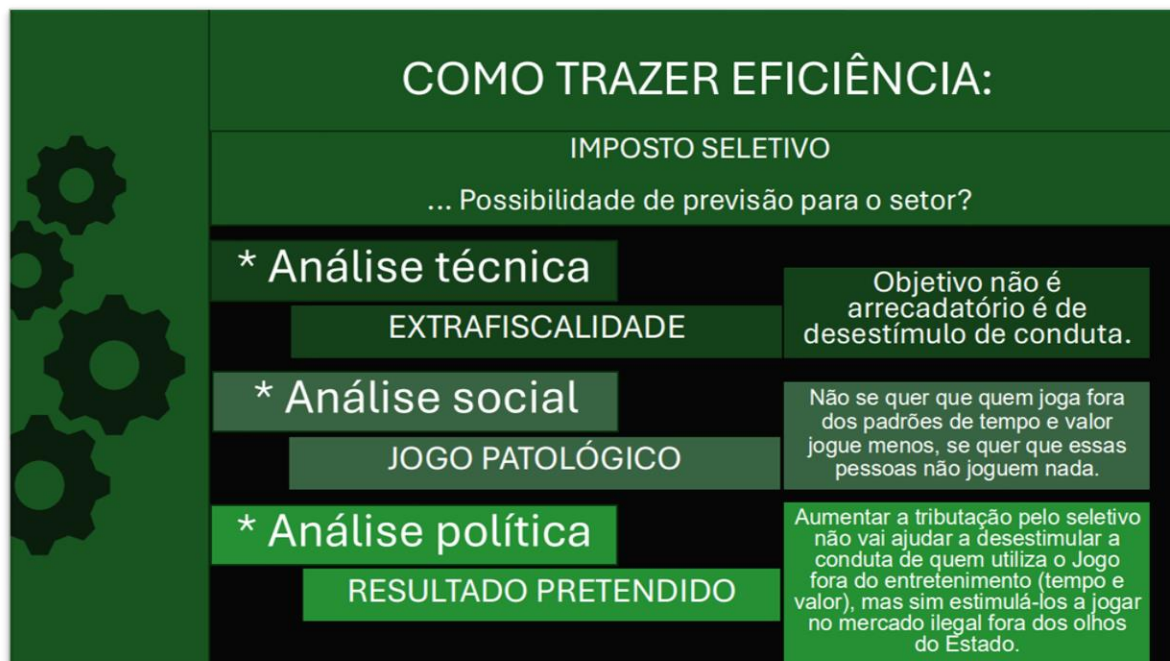 COMO TRAZER EFICIÊNCIA:
IMPOSTO SELETIVO
... Possibilidade de previsão para o setor?
* Análise técnica
EXTRAFISCALIDADE
Objetivo não é
arrecadatório é de
desestímulo de conduta.
* Análise social
JOGO PATOLÓGICO
Não se quer que quem joga fora
dos padrões de tempo e valor
jogue menos, se quer que essas
pessoas não joguem nada.
* Análise política
RESULTADO PRETENDIDO
Aumentar a tributação pelo seletivo
não vai ajudar a desestimular a
conduta de quem utiliza o Jogo
fora do entretenimento (tempo e
valor), mas sim estimulá-los a jogar
no mercado ilegal fora dos olhos
do Estado.